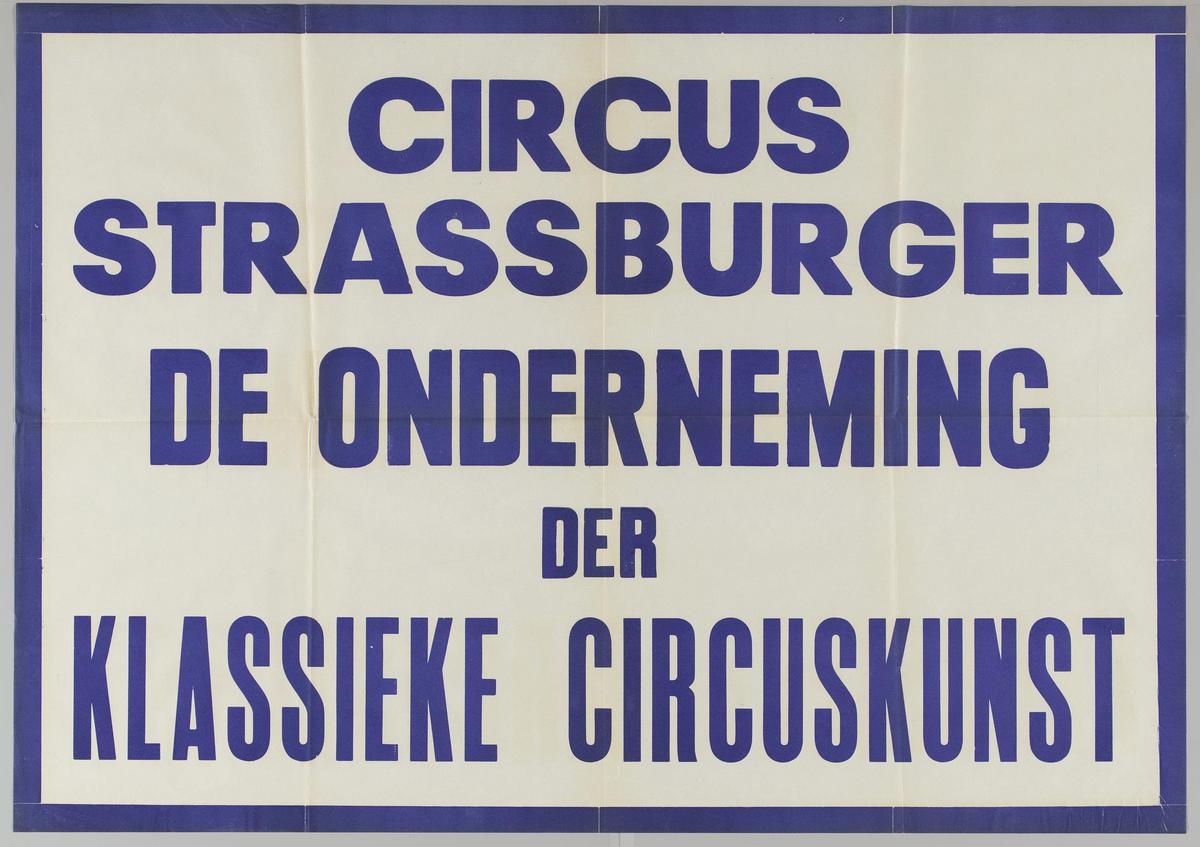 CIRCUS
STRASSBURGER
DE ONDERNEMING
DER
KLASSIEKE CIRCUSKUNST